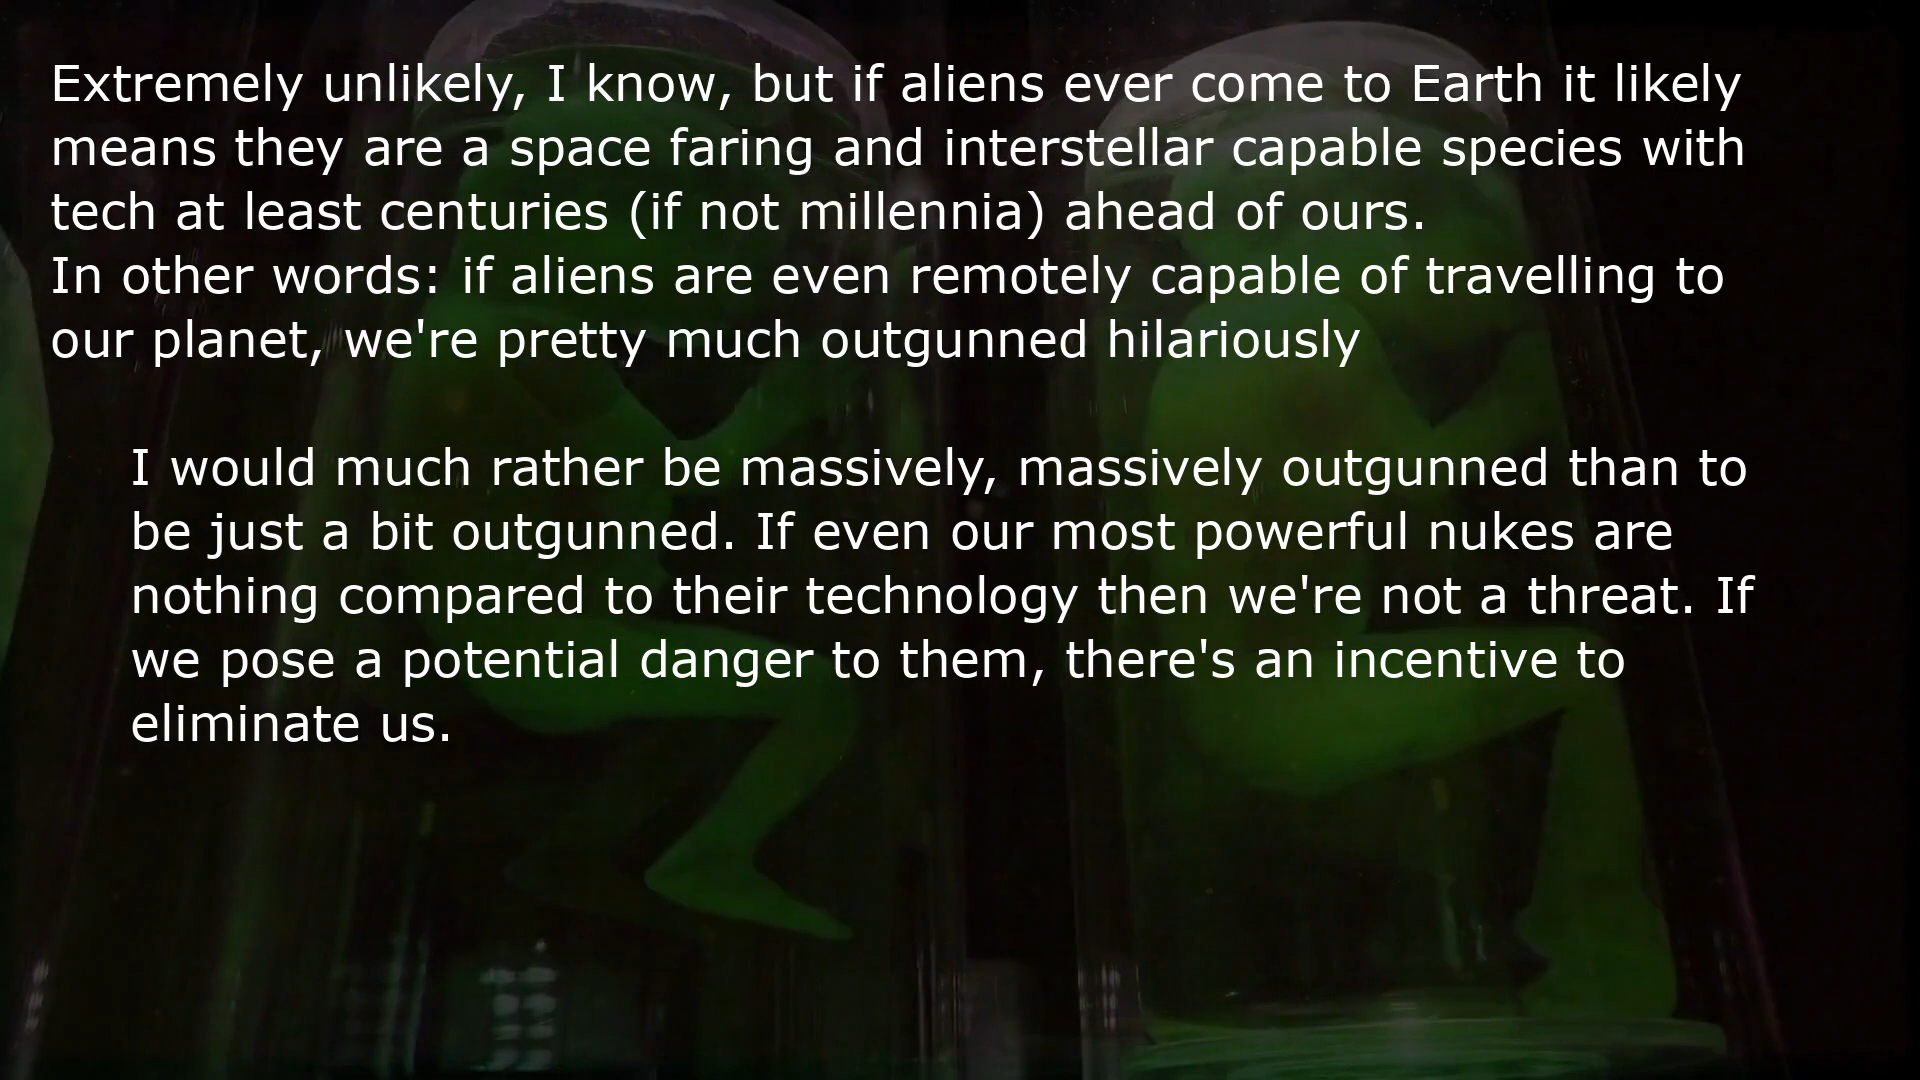 Extremely unlikely, I know, but if aliens ever come to Earth it likely
means they are a space faring and interstellar capable species with
tech at least centuries (if not millennia) ahead of ours.
In other words: if aliens are even remotely capable of travelling to
our planet, we're pretty much outgunned hilariously
I would much rather be massively, massively outgunned than to
be just a bit outgunned. If even our most powerful nukes are
nothing compared to their technology then we're not a threat. If
we pose a potential danger to them, there's an incentive to
eliminate us.